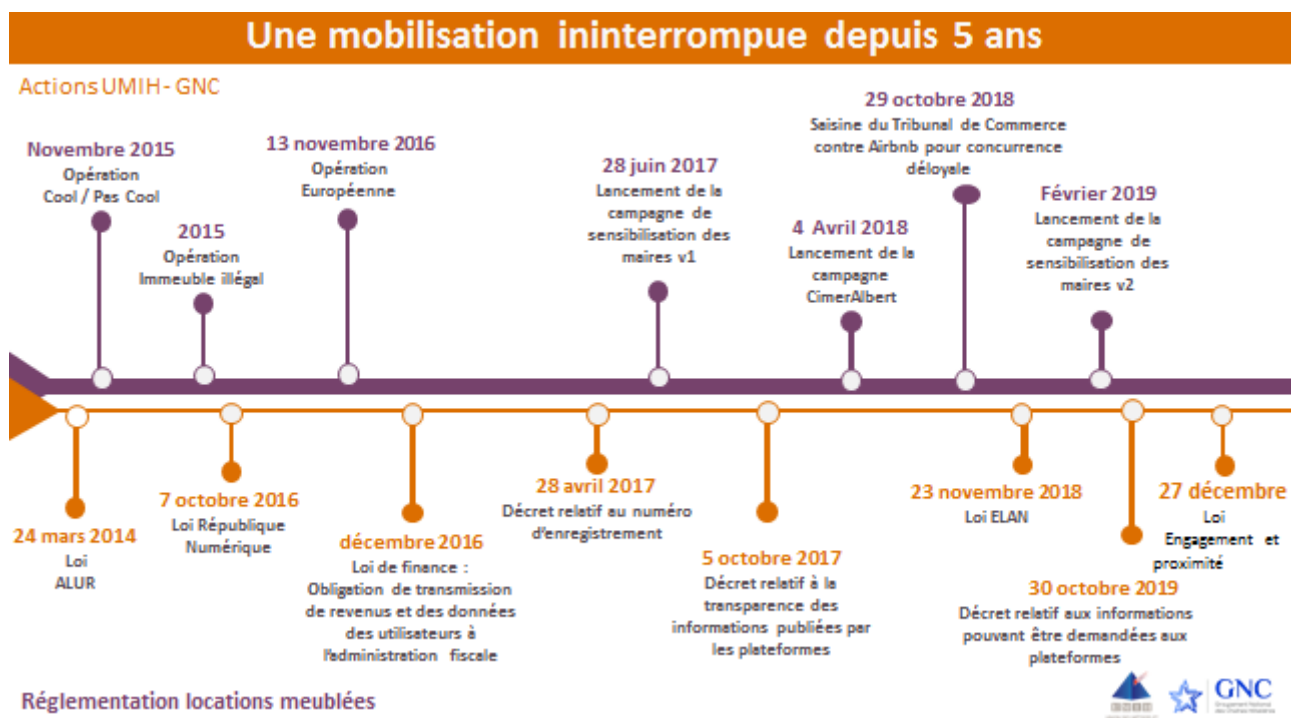 Une mobilisation ininterrompue depuis 5 ans
Actions UMIH - GNC
Novembre 2015
Opération
Cool / Pas Cool
2015
Opération
Immeuble illégal
13 novembre 2016
Opération
Européenne
28 juin 2017
Lancement de la
campagne de
sensibilisation des
maires v1
4 Avril 2018
Lancement de la
campagne
CimerAlbert
29 octobre 2018
Saisine du Tribunal de Commerce
contre Airbnb pour concurrence
déloyale
Février 2019
Lancement de la
campagne de
sensibilisation des
maires v2
24 mars 2014
Loi
ALUR
7 octobre 2016
Loi République
Numérique
décembre 2016
Loi de finance :
Obligation de transmission
de revenus et des données
des utilisateurs à
l'administration fiscale
28 avril 2017
Décret relatif au numéro
d'enregistrement
5 octobre 2017
Décret relatif à la
transparence des
informations publiées par
les plateformes
23 novembre 2018
Loi ELAN
30 octobre 2019
Décret relatif aux informations
pouvant être demandées aux
plateformes
27 décembre
Loi
Engagement et
proximité
Réglementation locations meublées
GNC